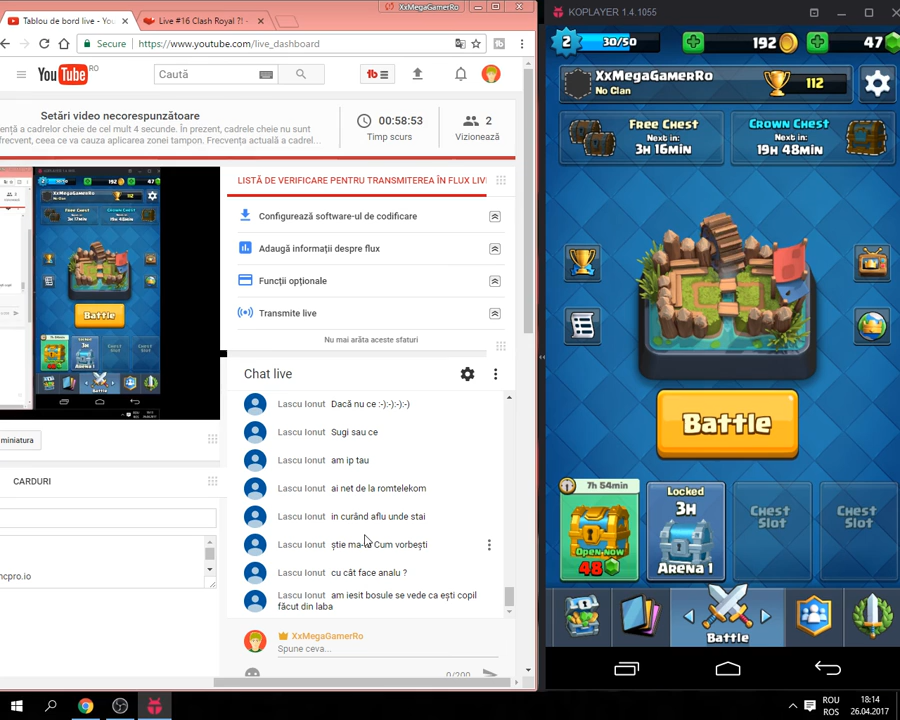 XxMegaGamerRo
Tablou de bord live - You
Live #16 Clash Royal ?! -
KOPLAYER 1.4.1055
Secure
https://www.youtube.com/live_dashboard
YouTube RO
Caută
Setări video necorespunzătoare
ență a cadrelor cheie de cel mult 4 secunde. În prezent, cadrele cheie nu sunt
frecvent, ceea ce va cauza aplicarea zonei tampon. Frecvența actuală a cadrel...
00:58:53
Timp scurs
2
Vizionează
LISTĂ DE VERIFICARE PENTRU TRANSMITEREA ÎN FLUX LIV
Configurează software-ul de codificare
Adaugă informații despre flux
Funcții opționale
Transmite live
Nu mai arăta aceste sfaturi
miniatura
CARDURI
ncpro.io
Chat live
Lascu Ionut Dacă nu ce :-):-):-):-)
Lascu Ionut Sugi sau ce
Lascu Ionut am ip tau
Lascu Ionut ai net de la romtelekom
Lascu Ionut in curând aflu unde stai
Lascu Ionut știe Cum vorbești
Lascu Ionut cu cât face analu ?
Lascu Ionut am iesit bosule se vede ca ești copil
făcut din laba
XxMegaGamerRo
Spune ceva...
0/200
2 30/50 192 47
XxMegaGamerRo
No Clan
112
Free Chest
Next in:
3H 16MIN
Crown Chest
Next in:
19H 48MIN
Battle
7H 54MIN
Open Now
48
Locked
3H
Arena 1
Chest
Slot
Chest
Slot
Battle
ROU
ROS
18:14
26.04.2017